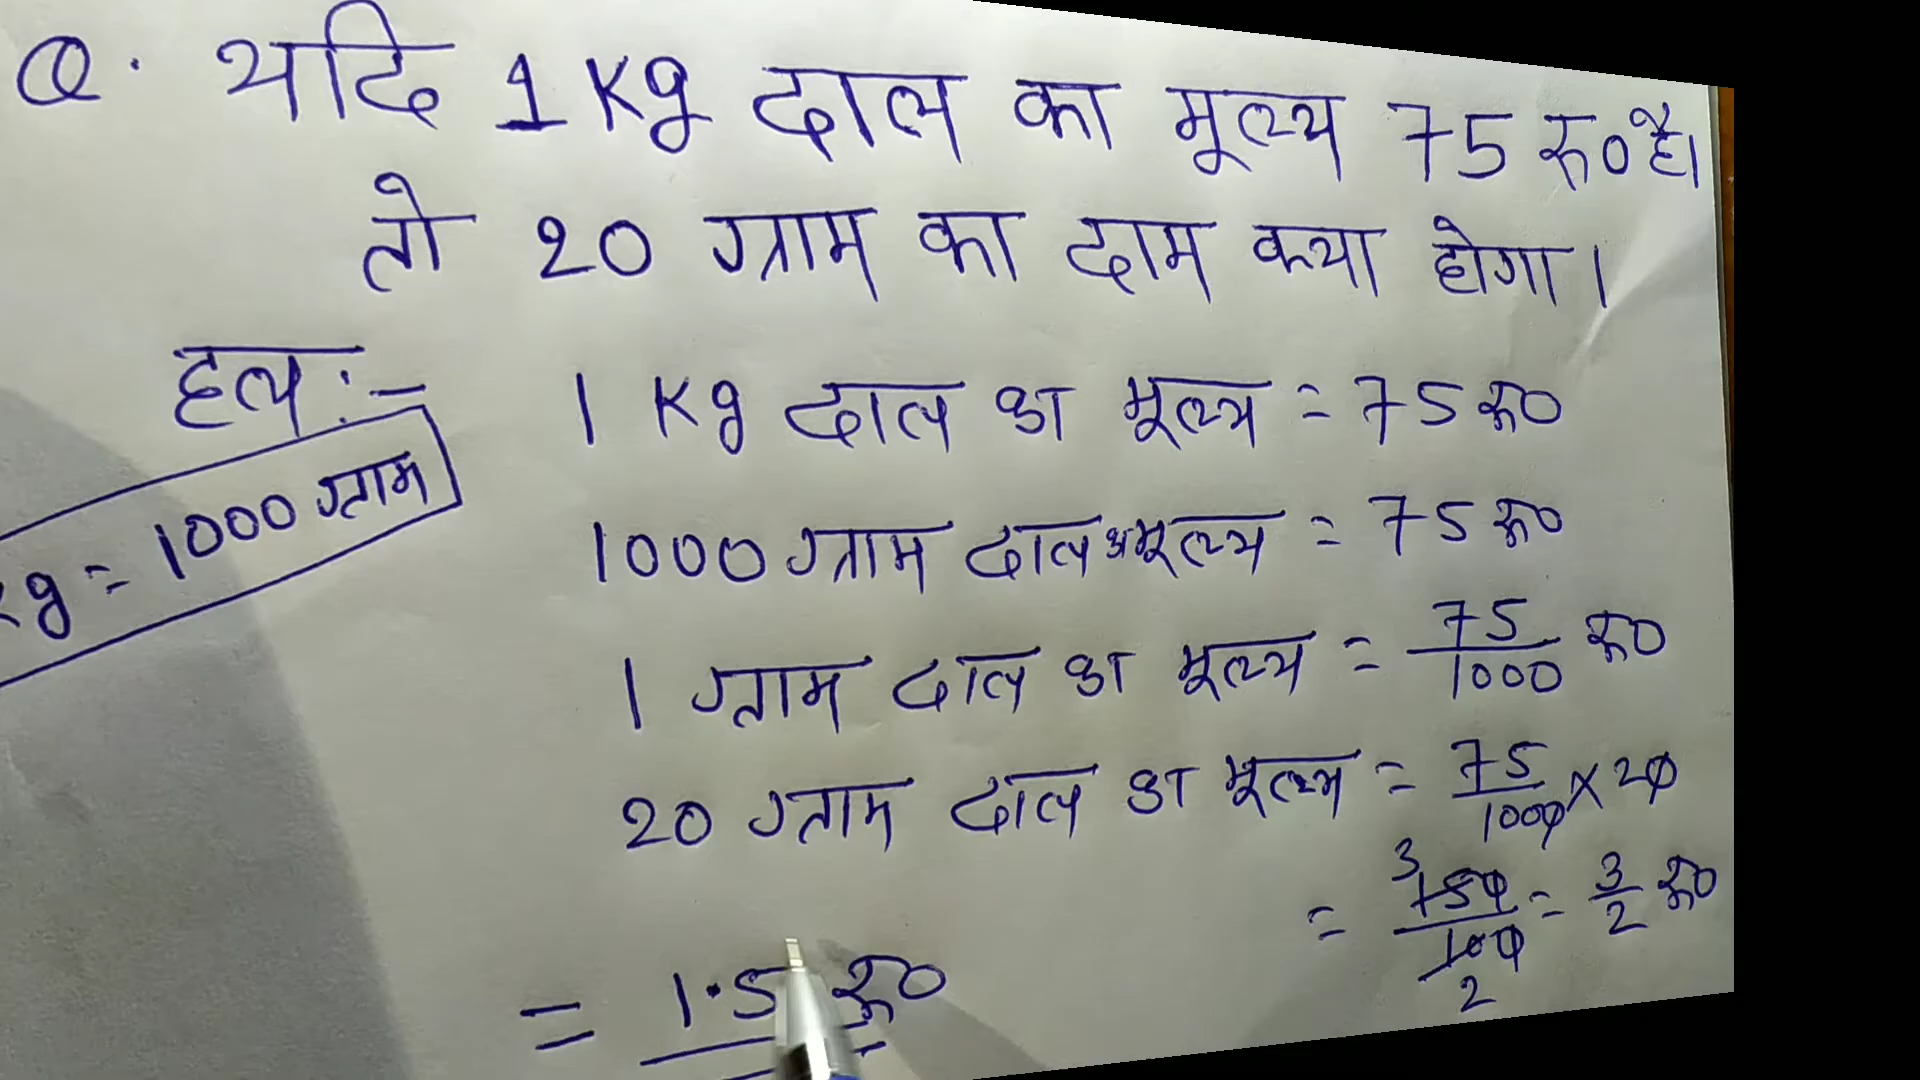 Q. यदि 1 Kg दाल का मूल्य 75 रु० है।
तो 20 ग्राम का दाम क्या होगा।
हल :-
1 Kg दाल का मूल्य = 75 रु०
g = 1000 ग्राम
1000 ग्राम दाल का मूल्य = 75 रु०
1 ग्राम दाल का मूल्य = 75/1000 रु०
20 ग्राम दाल का मूल्य = 75/1000 × 20
= 150/100 = 3/2 रु०
= 1.5 रु०